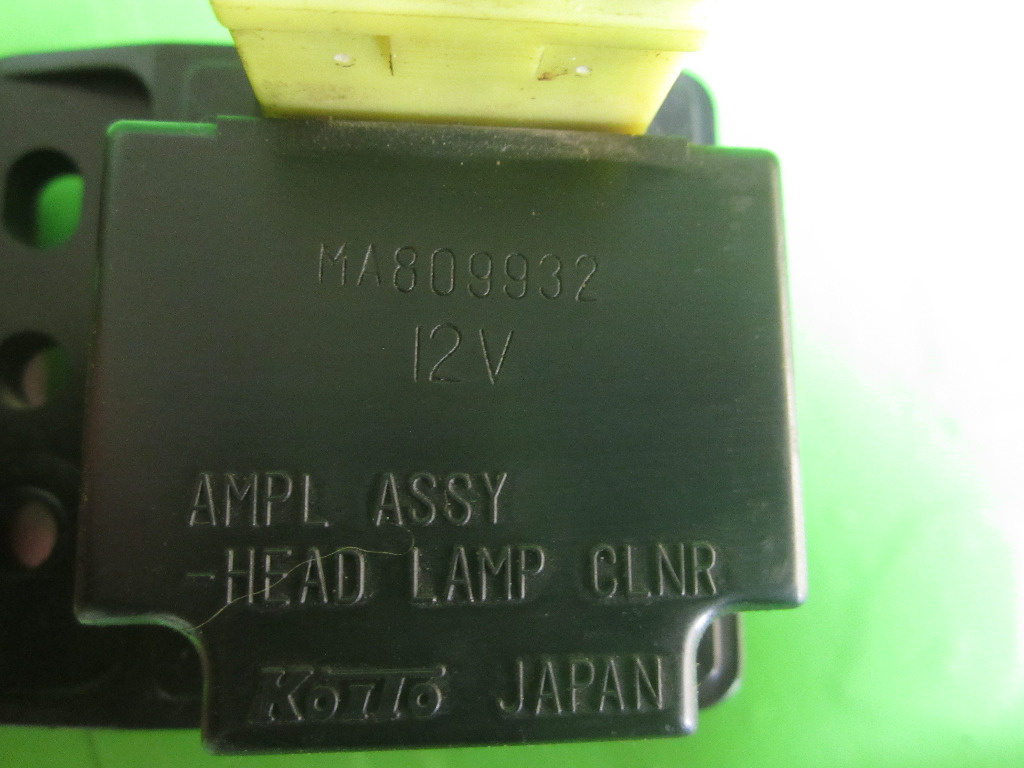 MA809932
12V
AMPL ASSY
-HEAD LAMP CLNR
KOITO JAPAN